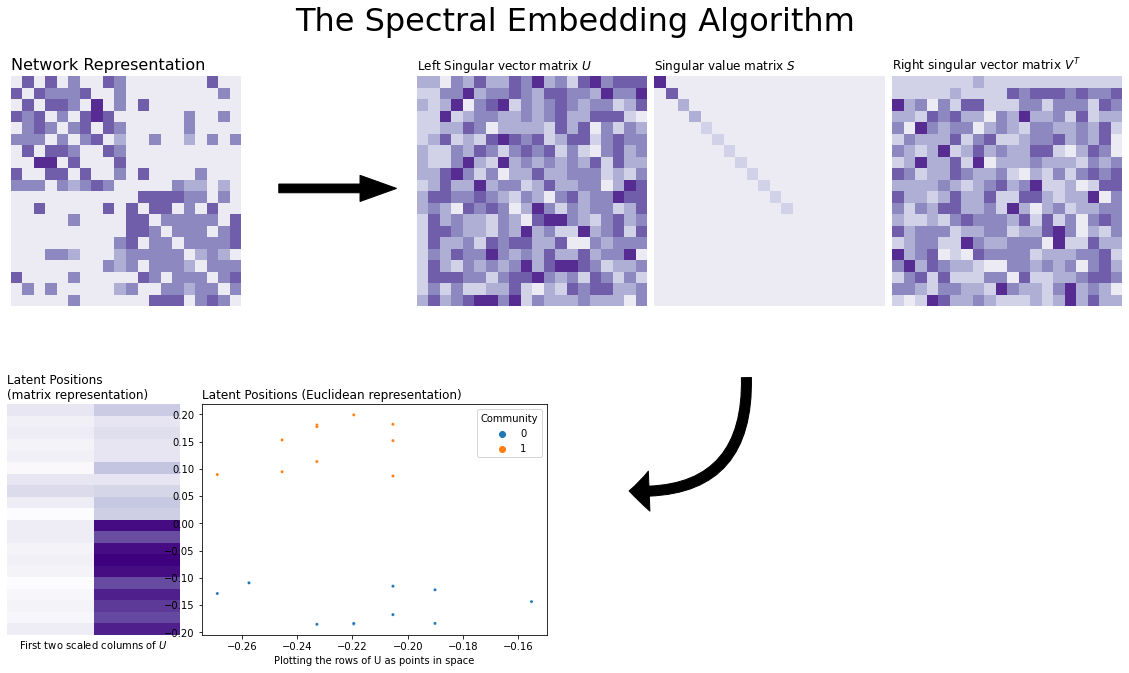 The Spectral Embedding Algorithm
Network Representation
Left Singular vector matrix U
Singular value matrix S
Right singular vector matrix V^T
Latent Positions
(matrix representation)
First two scaled columns of U
Latent Positions (Euclidean representation)
Community
0
1
0.20
0.15
0.10
0.05
0.00
−0.05
−0.10
−0.15
−0.20
−0.26
−0.24
−0.22
−0.20
−0.18
−0.16
Plotting the rows of U as points in space